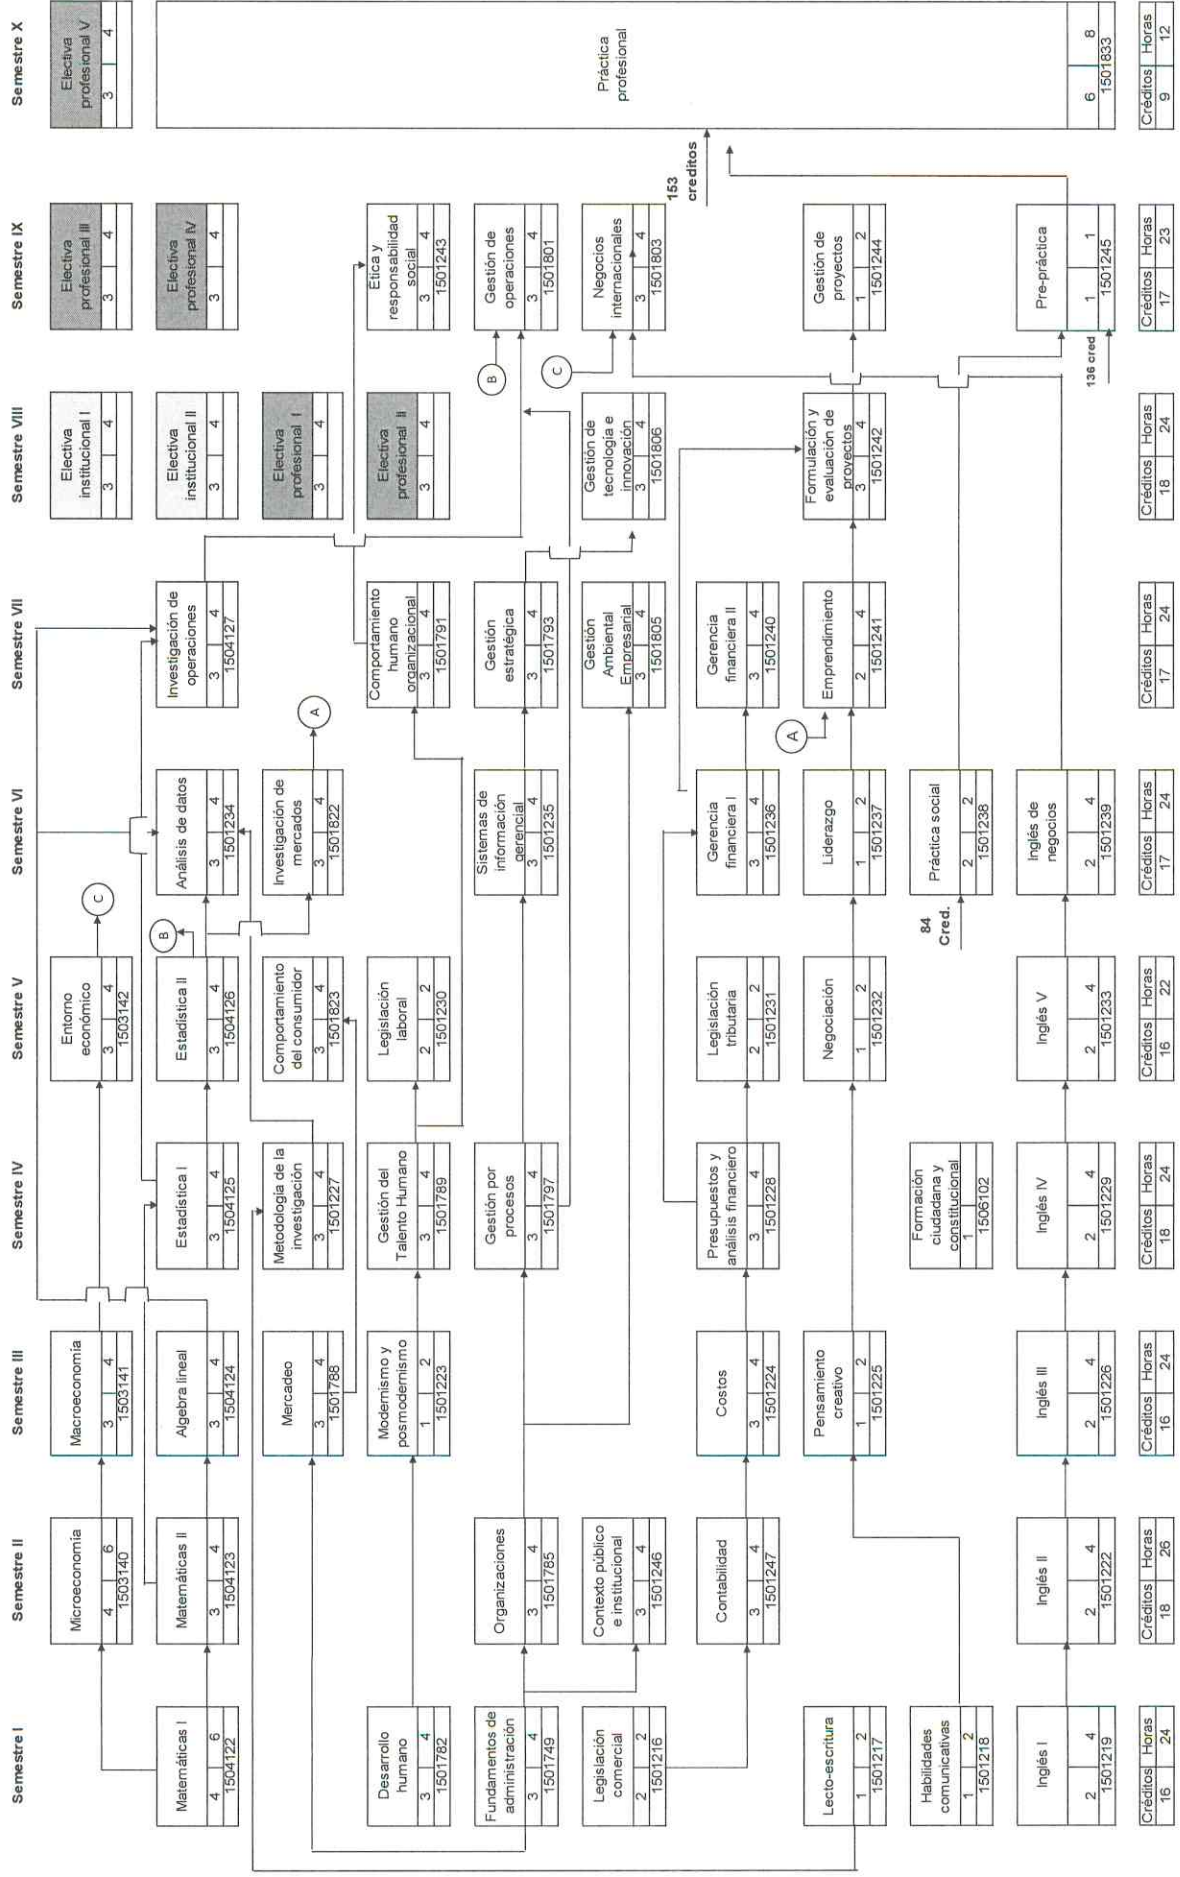 Semestre I
Matemáticas I
4 6
1504122
Desarrollo
humano
3 4
1501782
Fundamentos de
administración
3 4
1501749
Legislación
comercial
2 2
1501216
Lecto-escritura
1 2
1501217
Habilidades
comunicativas
1 2
1501218
Inglés I
2 4
1501219
Créditos Horas
16 24
Semestre II
Microeconomía
4 6
1503140
Matemáticas II
3 4
1504123
Organizaciones
3 4
1501785
Contexto público
e institucional
3 4
1501246
Contabilidad
3 4
1501247
Inglés II
2 4
1501222
Créditos Horas
18 26
Semestre III
Macroeconomía
3 4
1503141
Algebra lineal
3 4
1504124
Mercadeo
3 4
1501788
Modernismo y
posmodernismo
1 2
1501223
Costos
3 4
1501224
Pensamiento
creativo
1 2
1501225
Inglés III
2 4
1501226
Créditos Horas
16 24
Semestre IV
Estadística I
3 4
1504125
Metodología de la
investigación
3 4
1501227
Gestión del
Talento Humano
3 4
1501789
Gestión por
procesos
3 4
1501797
Presupuestos y
análisis financiero
3 4
1501228
Formación
ciudadana y
constitucional
1
1506102
Inglés IV
2 4
1501229
Créditos Horas
18 24
Semestre V
Entorno
económico
3 4
1503142
C
Estadística II
3 4
1504126
B
Comportamiento
del consumidor
3 4
1501823
Legislación
laboral
2 2
1501230
Legislación
tributaria
2 2
1501231
Negociación
1 2
1501232
84
Cred.
Inglés V
2 4
1501233
Créditos Horas
16 22
Semestre VI
Análisis de datos
3 4
1501234
Investigación de
mercados
3 4
1501822
A
Sistemas de
información
gerencial
3 4
1501235
Gerencia
financiera I
3 4
1501236
Liderazgo
1 2
1501237
A
Práctica social
2 2
1501238
Inglés de
negocios
2 4
1501239
Créditos Horas
17 24
Semestre VII
Investigación de
operaciones
3 4
1504127
Comportamiento
humano
organizacional
3 4
1501791
Gestión
estratégica
3 4
1501793
Gestión
Ambiental
Empresarial
3 4
1501805
Gerencia
financiera II
3 4
1501240
Emprendimiento
2 4
1501241
Créditos Horas
17 24
Semestre VIII
Electiva
institucional I
3 4
Electiva
institucional II
3 4
Electiva
profesional I
3 4
Electiva
profesional II
3 4
B
C
Gestión de
tecnología e
innovación
3 4
1501806
Formulación y
evaluación de
proyectos
3 4
1501242
136 cred
Créditos Horas
18 24
Semestre IX
Electiva
profesional III
3 4
Electiva
profesional IV
3 4
Etica y
responsabilidad
social
3 4
1501243
Gestión de
operaciones
3 4
1501801
Negocios
internacionales
3 4
1501803
153
creditos
Gestión de
proyectos
1 2
1501244
Pre-práctica
1 1
1501245
Créditos Horas
17 23
Semestre X
Electiva
profesional V
3 4
Práctica
profesional
6 8
1501833
Créditos Horas
9 12